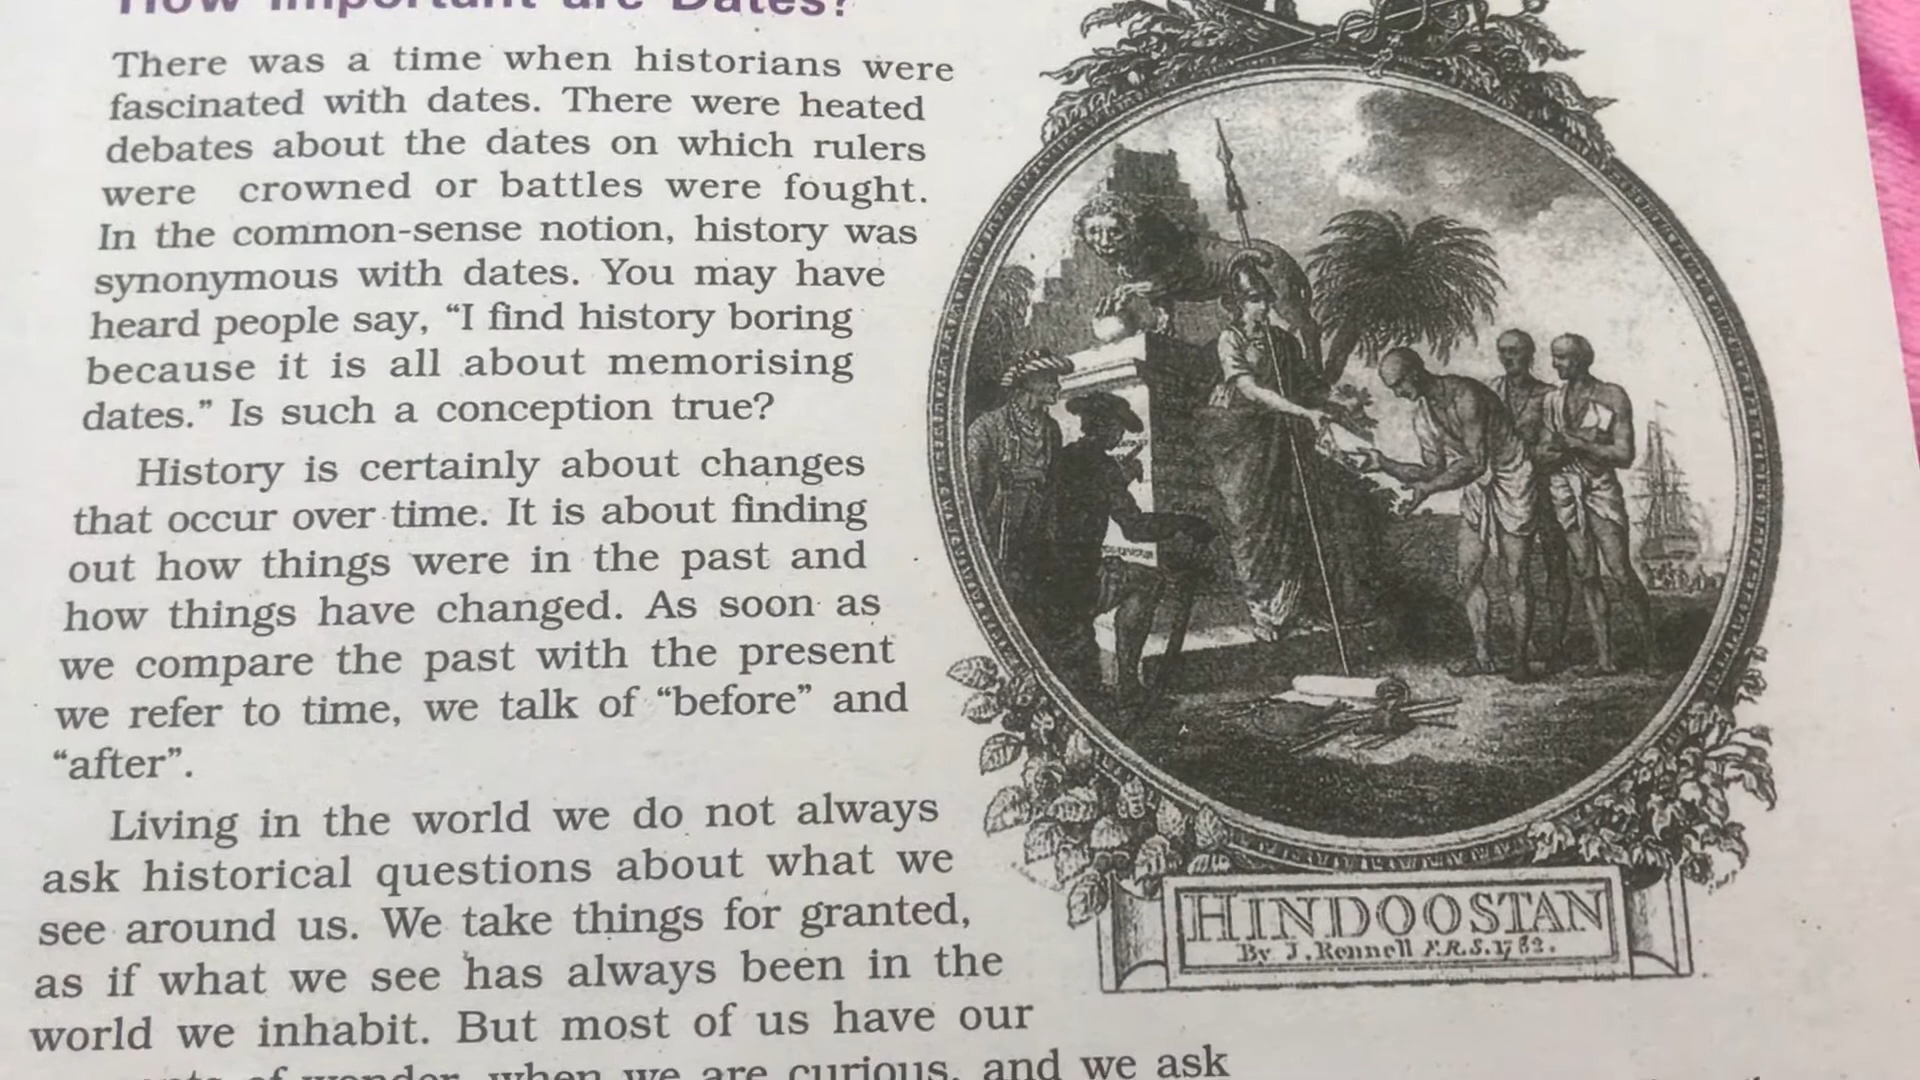 How Important are Dates?
There was a time when historians were
fascinated with dates. There were heated
debates about the dates on which rulers
were crowned or battles were fought.
In the common-sense notion, history was
synonymous with dates. You may have
heard people say, “I find history boring
because it is all about memorising
dates.” Is such a conception true?
History is certainly about changes
that occur over time. It is about finding
out how things were in the past and
how things have changed. As soon as
we compare the past with the present
we refer to time, we talk of “before” and
“after”.
Living in the world we do not always
ask historical questions about what we
see around us. We take things for granted,
as if what we see has always been in the
world we inhabit. But most of us have our
of wonder, when we are curious, and we ask
HINDOOSTAN
By J. Rennell F.R.S. 1782.